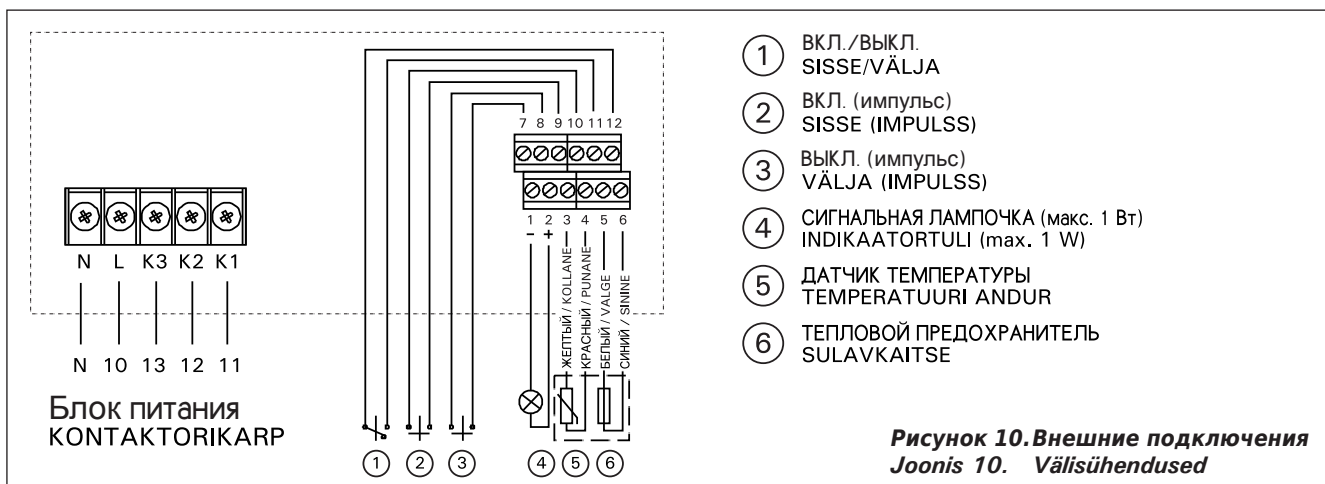 7 8 9 10 11 12
1 2 3 4 5 6
– +
ЖЕЛТЫЙ / KOLLANE
КРАСНЫЙ / PUNANE
БЕЛЫЙ / VALGE
СИНИЙ / SININE
N L K3 K2 K1
N 10 13 12 11
Блок питания
KONTAKTORIKARP
1 2 3 4 5 6
1 ВКЛ./ВЫКЛ.
SISSE/VÄLJA
2 ВКЛ. (импульс)
SISSE (IMPULSS)
3 ВЫКЛ. (импульс)
VÄLJA (IMPULSS)
4 СИГНАЛЬНАЯ ЛАМПОЧКА (макс. 1 Вт)
INDIKAATORTULI (max. 1 W)
5 ДАТЧИК ТЕМПЕРАТУРЫ
TEMPERATUURI ANDUR
6 ТЕПЛОВОЙ ПРЕДОХРАНИТЕЛЬ
SULAVKAITSE
Рисунок 10. Внешние подключения
Joonis 10. Välisühendused